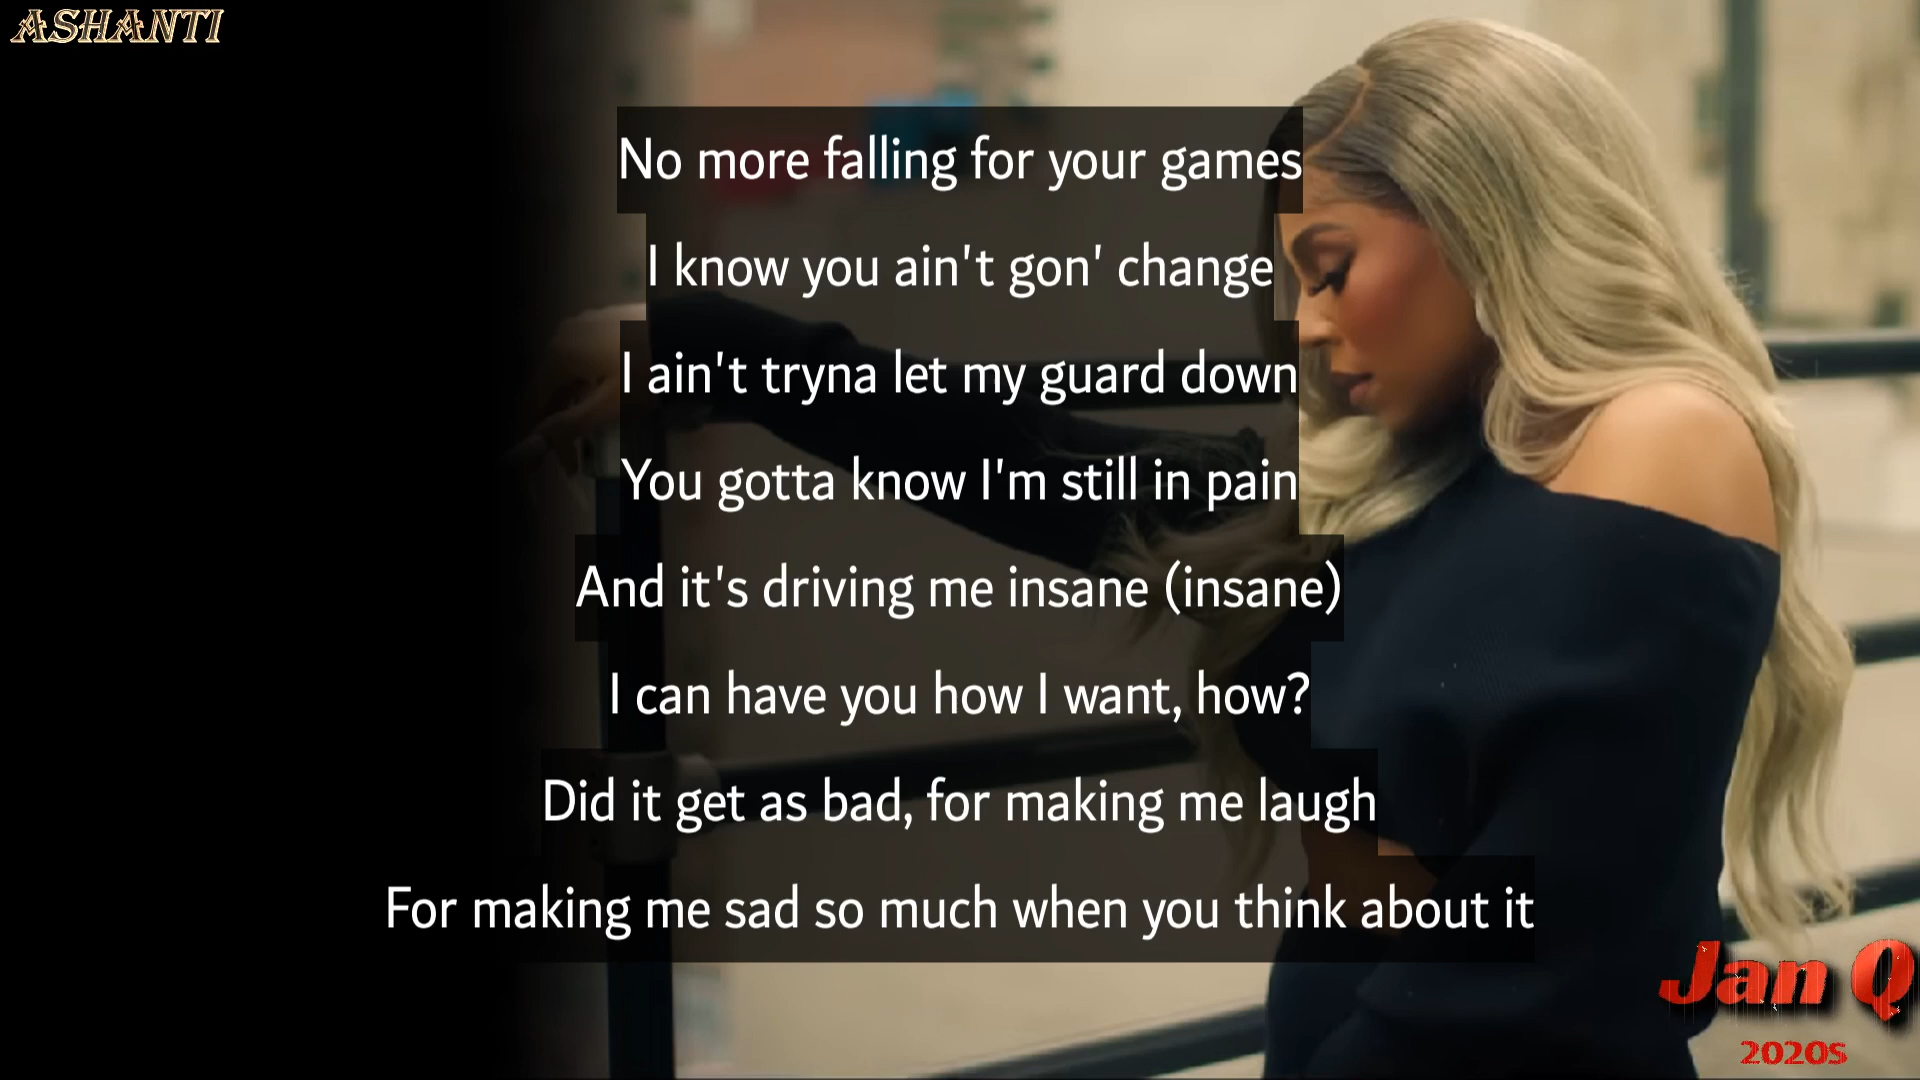 ASHANTI
No more falling for your games
I know you ain't gon' change
I ain't tryna let my guard down
You gotta know I'm still in pain
And it's driving me insane (insane)
I can have you how I want, how?
Did it get as bad, for making me laugh
For making me sad so much when you think about it
Jan Q
2020s